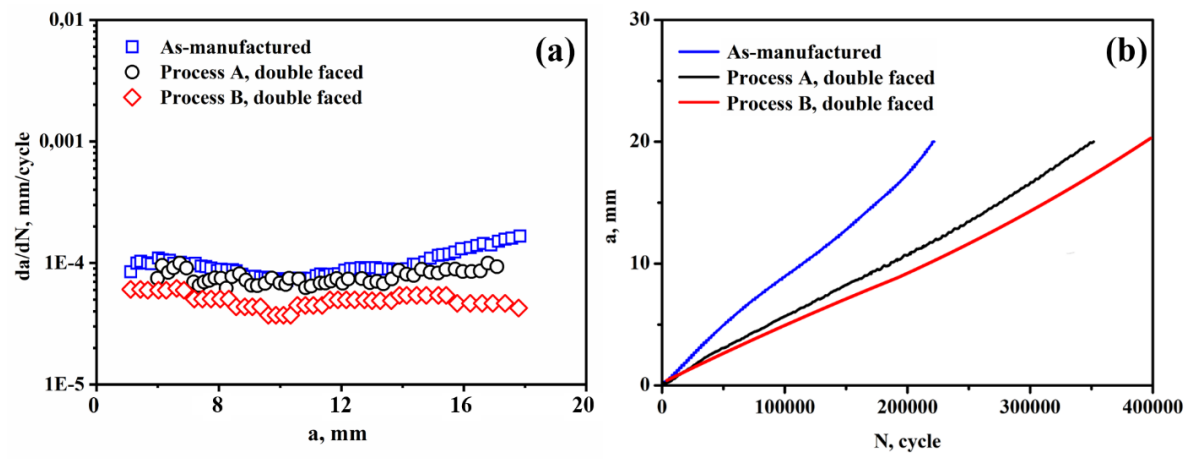 0,01
As-manufactured
Process A, double faced
Process B, double faced
(a)
0,001
1E-4
1E-5
da/dN, mm/cycle
0 8 12 16 20
a, mm
30
As-manufactured
Process A, double faced
Process B, double faced
(b)
20
10
0
a, mm
0 100000 200000 300000 400000
N, cycle